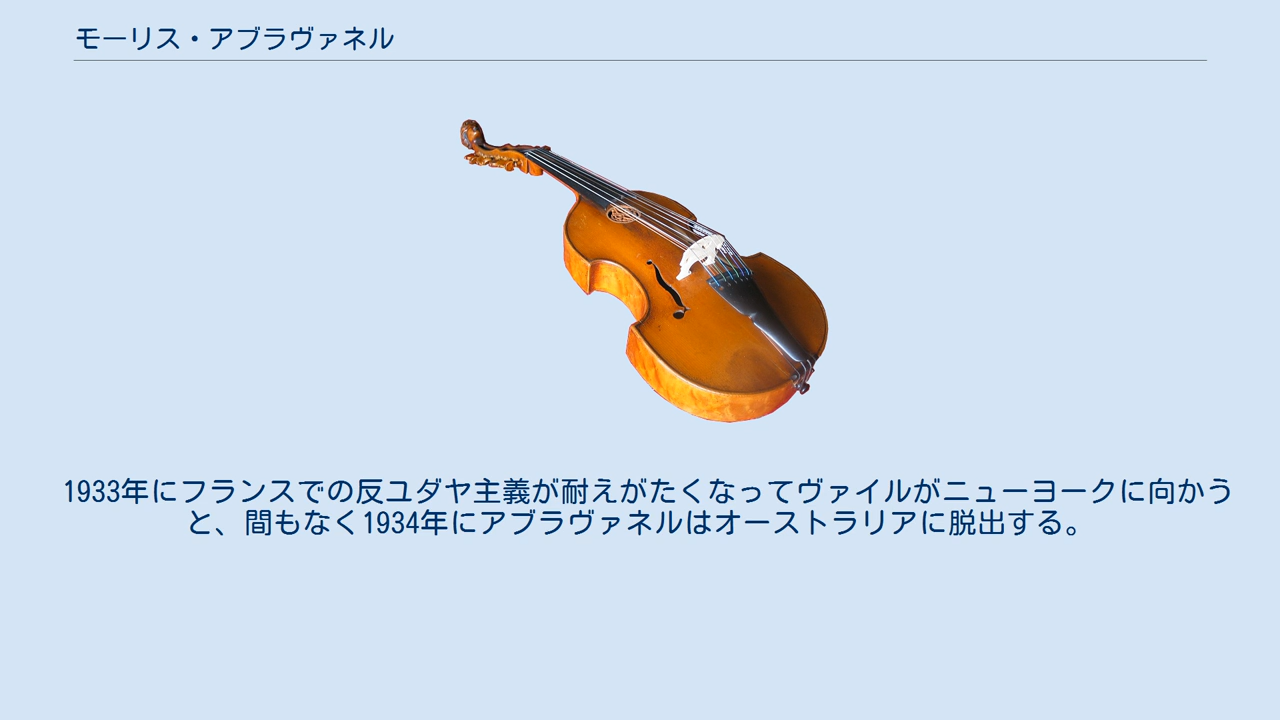 モーリス・アブラヴァネル
1933年にフランスでの反ユダヤ主義が耐えがたくなってヴァイルがニューヨークに向かう
と、間もなく1934年にアブラヴァネルはオーストラリアに脱出する。